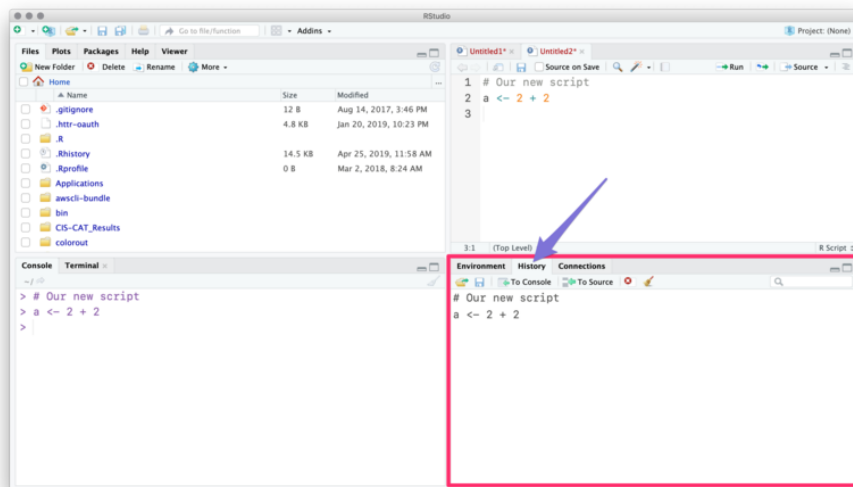 RStudio
Go to file/function
Addins
Project: (None)
Files Plots Packages Help Viewer
New Folder Delete Rename More
Home
...
Name Size Modified
.gitignore 12 B Aug 14, 2017, 3:46 PM
.httr-oauth 4.8 KB Jan 20, 2019, 10:23 PM
.R
.Rhistory 14.5 KB Apr 25, 2019, 11:58 AM
.Rprofile 0 B Mar 2, 2018, 8:24 AM
Applications
awscli-bundle
bin
CIS-CAT_Results
colorout
Untitled1* × Untitled2* ×
Source on Save Run Source
1 # Our new script
2 a <- 2 + 2
3
3:1 (Top Level) R Script
Console Terminal ×
~/
> # Our new script
> a <- 2 + 2
>
Environment History Connections
To Console To Source
# Our new script
a <- 2 + 2